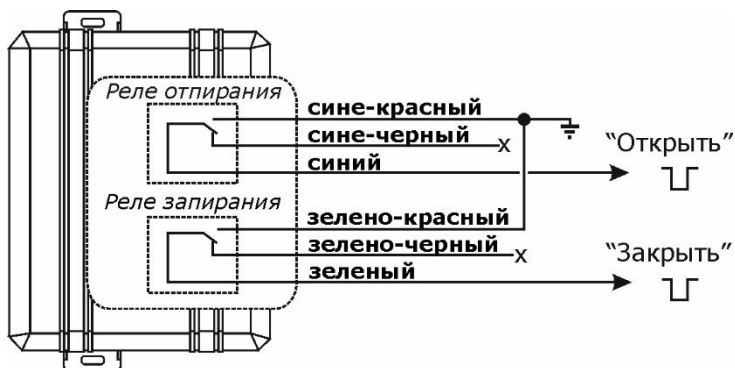 Реле отпирания
сине-красный
сине-черный
x
"Открыть"
синий
Реле запирания
зелено-красный
зелено-черный
x
"Закрыть"
зеленый